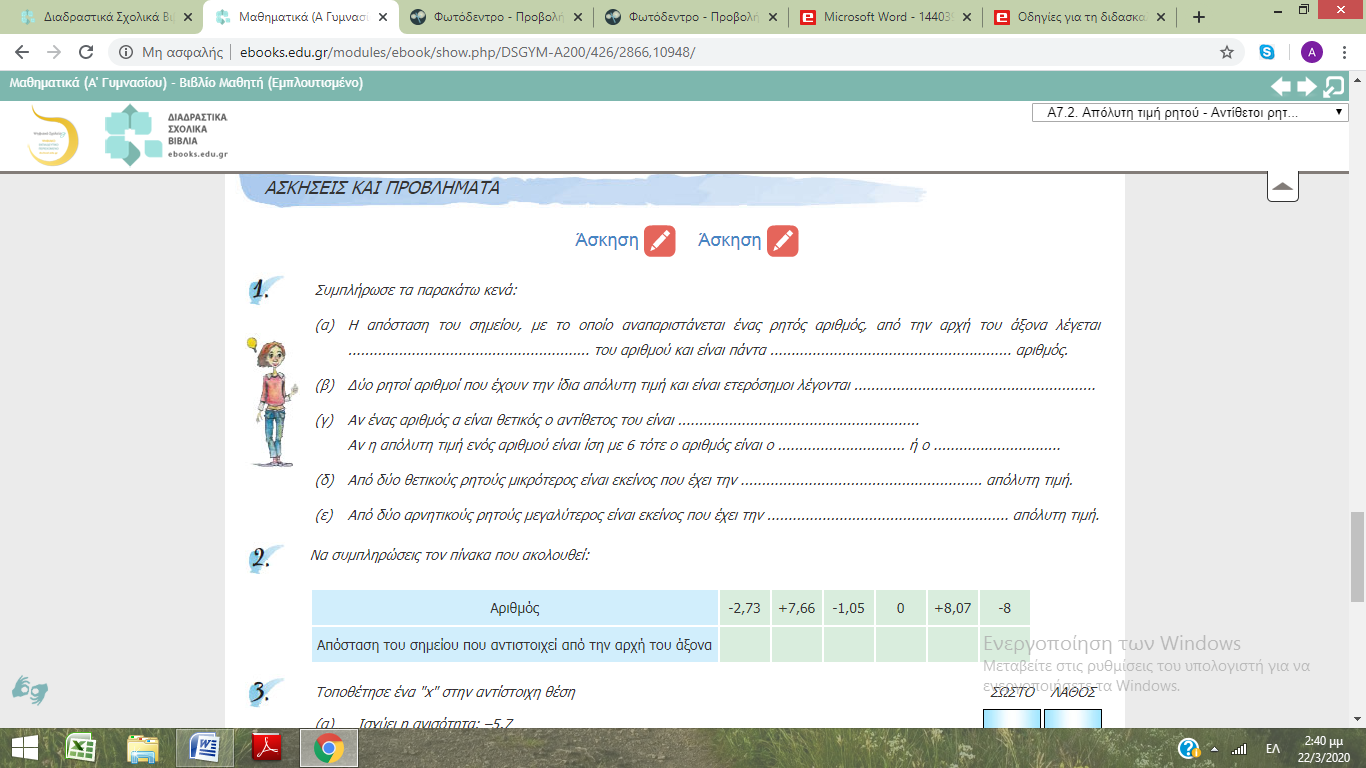 Διαδραστικά Σχολικά Βι
Μαθηματικά (Α Γυμνασί
Φωτόδεντρο - Προβολή
Φωτόδεντρο - Προβολή
Microsoft Word - 144039
Οδηγίες για τη διδασκα
Μη ασφαλής | ebooks.edu.gr/modules/ebook/show.php/DSGYM-A200/426/2866,10948/
A
Μαθηματικά (Α' Γυμνασίου) - Βιβλίο Μαθητή (Εμπλουτισμένο)
ΔΙΑΔΡΑΣΤΙΚΑ
ΣΧΟΛΙΚΑ
ΒΙΒΛΙΑ
ebooks.edu.gr
Α7.2. Απόλυτη τιμή ρητού - Αντίθετοι ρητ...
ΑΣΚΗΣΕΙΣ ΚΑΙ ΠΡΟΒΛΗΜΑΤΑ
Άσκηση Άσκηση
1. Συμπλήρωσε τα παρακάτω κενά:
(α) Η απόσταση του σημείου, με το οποίο αναπαριστάνεται ένας ρητός αριθμός, από την αρχή του άξονα λέγεται
......................................................... του αριθμού και είναι πάντα ......................................................... αριθμός.
(β) Δύο ρητοί αριθμοί που έχουν την ίδια απόλυτη τιμή και είναι ετερόσημοι λέγονται .........................................................
(γ) Αν ένας αριθμός α είναι θετικός ο αντίθετος του είναι .........................................................
Αν η απόλυτη τιμή ενός αριθμού είναι ίση με 6 τότε ο αριθμός είναι ο .............................. ή ο ..............................
(δ) Από δύο θετικούς ρητούς μικρότερος είναι εκείνος που έχει την ......................................................... απόλυτη τιμή.
(ε) Από δύο αρνητικούς ρητούς μεγαλύτερος είναι εκείνος που έχει την ......................................................... απόλυτη τιμή.
2. Να συμπληρώσεις τον πίνακα που ακολουθεί:
Αριθμός -2,73 +7,66 -1,05 0 +8,07 -8
Απόσταση του σημείου που αντιστοιχεί από την αρχή του άξονα
Ενεργοποίηση των Windows
Μεταβείτε στις ρυθμίσεις του υπολογιστή για να
ενεργοποιήσετε τα Windows.
3. Τοποθέτησε ένα "x" στην αντίστοιχη θέση ΣΩΣΤΟ ΛΑΘΟΣ
(α) Ισχύει η ανισότητα: –5,7
ΕΛ
2:40 μμ
22/3/2020